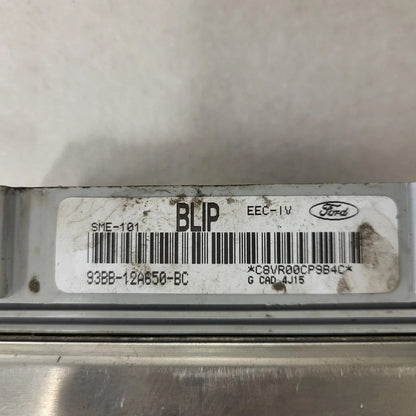 SME-101 BLIP EEC-IV Ford
93BB-12A650-BC *C8VR00CPSB4C*
G CAD 4J15